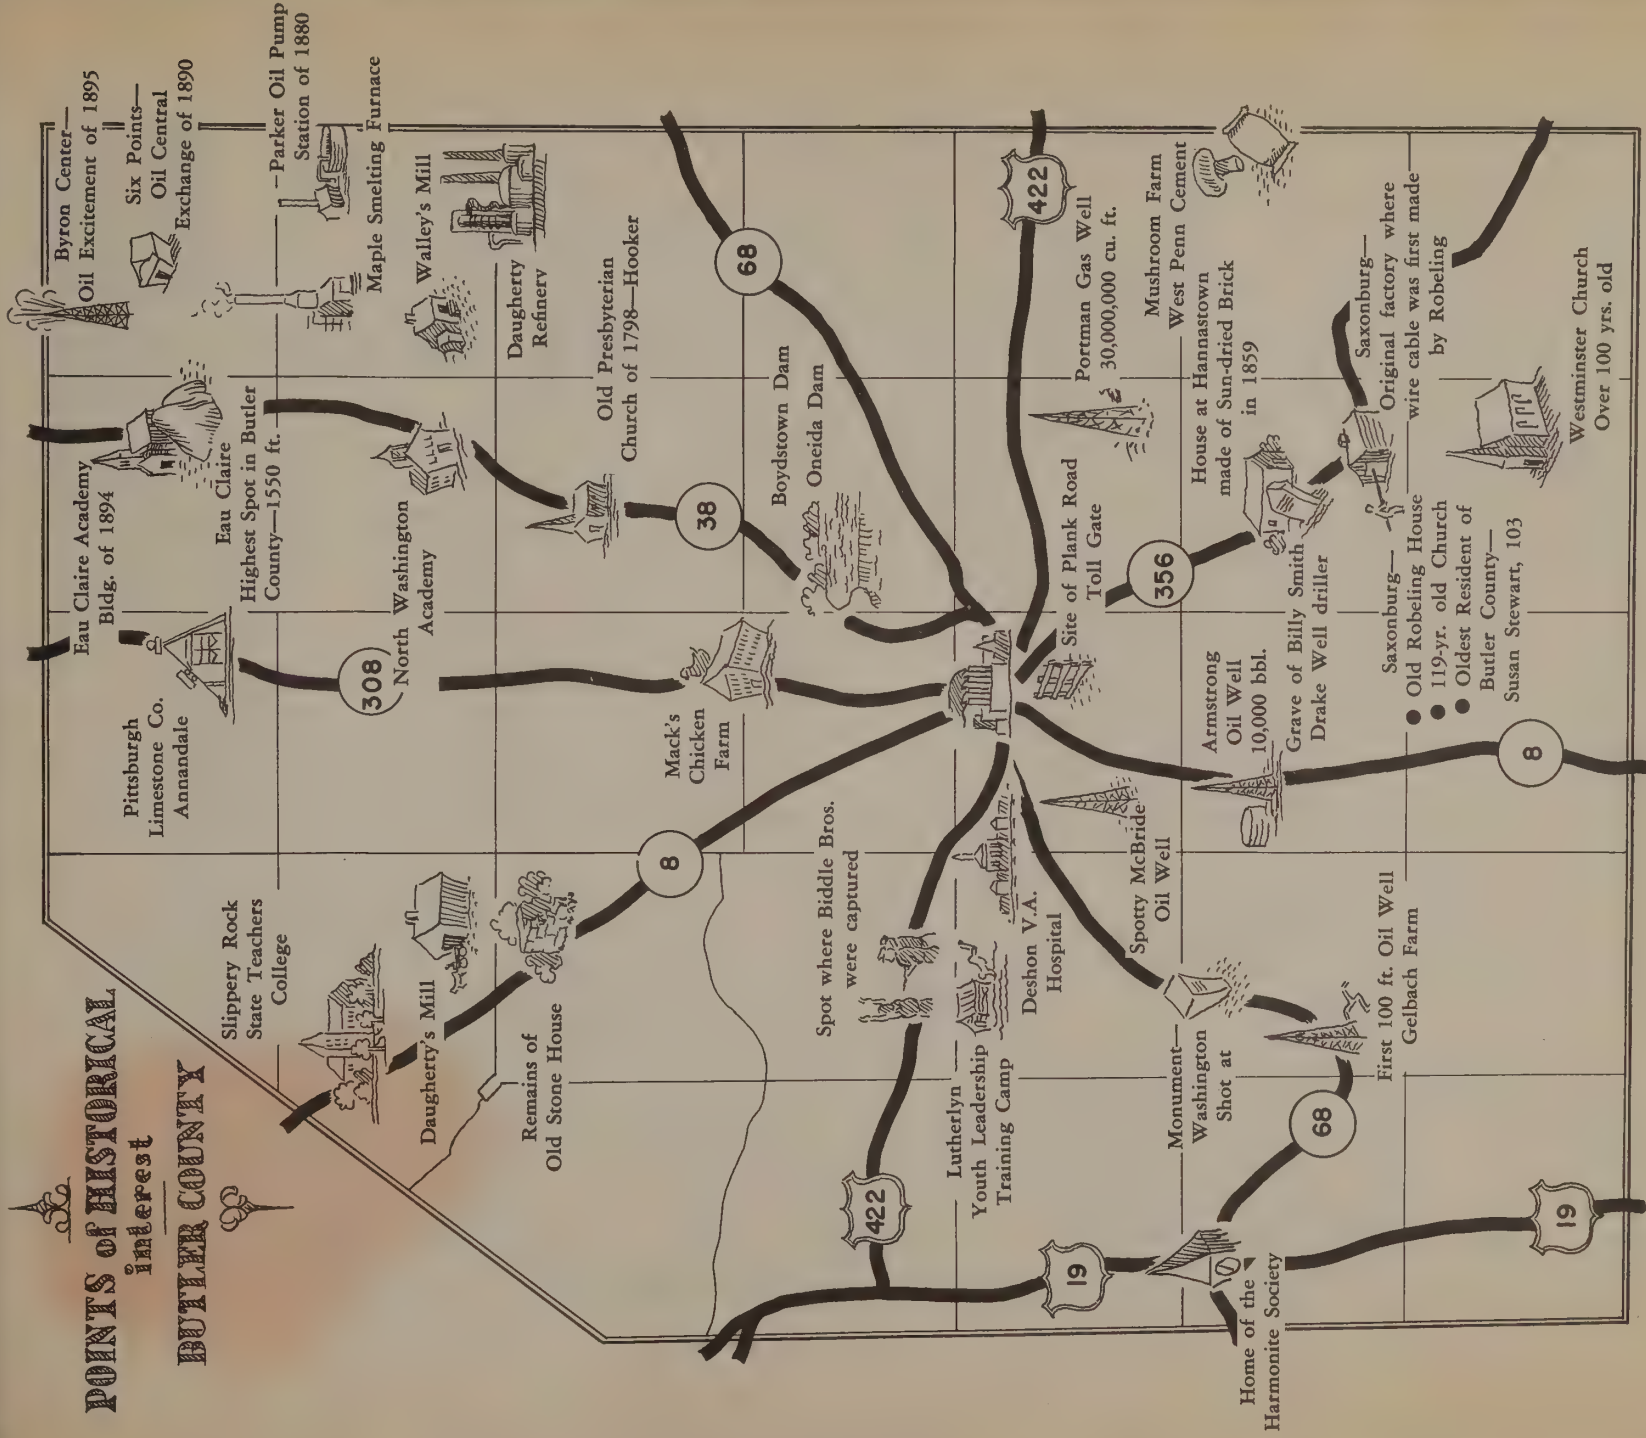 POINTS of HISTORICAL
interest
BUTLER COUNTY
Slippery Rock
State Teachers
College
Daugherty's Mill
Remains of
Old Stone House
8
Pittsburgh
Limestone Co.
Annandale
Eau Claire Academy
Bldg. of 1894
Eau Claire
Highest Spot in Butler
County—1550 ft.
308
North Washington
Academy
Mack's
Chicken
Farm
Byron Center—
Oil Excitement of 1895
Six Points—
Oil Central
Exchange of 1890
Parker Oil Pump
Station of 1880
Maple Smelting Furnace
Walley's Mill
Daugherty
Refinery
Old Presbyterian
Church of 1798—Hooker
38
Boydstown Dam
Oneida Dam
68
Spot where Biddle Bros.
were captured
422
Lutherlyn
Youth Leadership
Training Camp
Deshon V.A.
Hospital
Spotty McBride
Oil Well
19
Home of the
Harmonite Society
Monument—
Washington
Shot at
68
First 100 ft. Oil Well
Gelbach Farm
19
Site of Plank Road
Toll Gate
422
Portman Gas Well
30,000,000 cu. ft.
Mushroom Farm
West Penn Cement
356
House at Hannastown
made of Sun-dried Brick
in 1859
Armstrong
Oil Well
10,000 bbl.
Grave of Billy Smith
Drake Well driller
Saxonburg—
Original factory where
wire cable was first made
by Robeling
Saxonburg—
● Old Robeling House
● 119-yr. old Church
● Oldest Resident of
Butler County—
Susan Stewart, 103
8
Westminster Church
Over 100 yrs. old